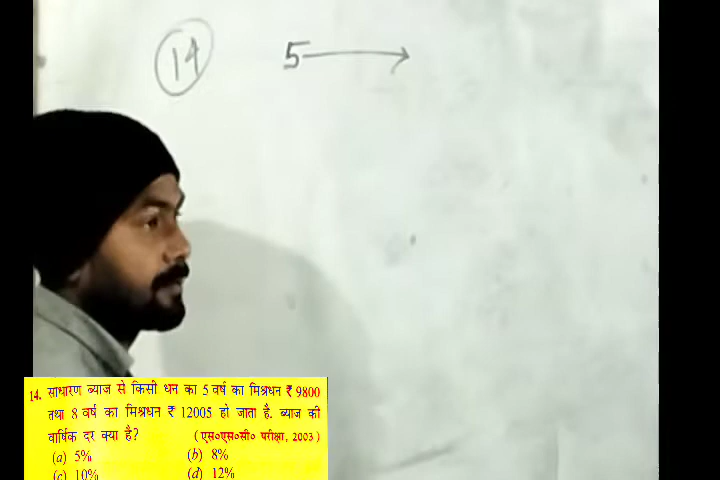 14 5
14. साधारण ब्याज से किसी धन का 5 वर्ष का मिश्रधन ₹ 9800
तथा 8 वर्ष का मिश्रधन ₹ 12005 हो जाता है. ब्याज की
वार्षिक दर क्या है? (एस०एस०सी० परीक्षा, 2003)
(a) 5% (b) 8%
(c) 10% (d) 12%